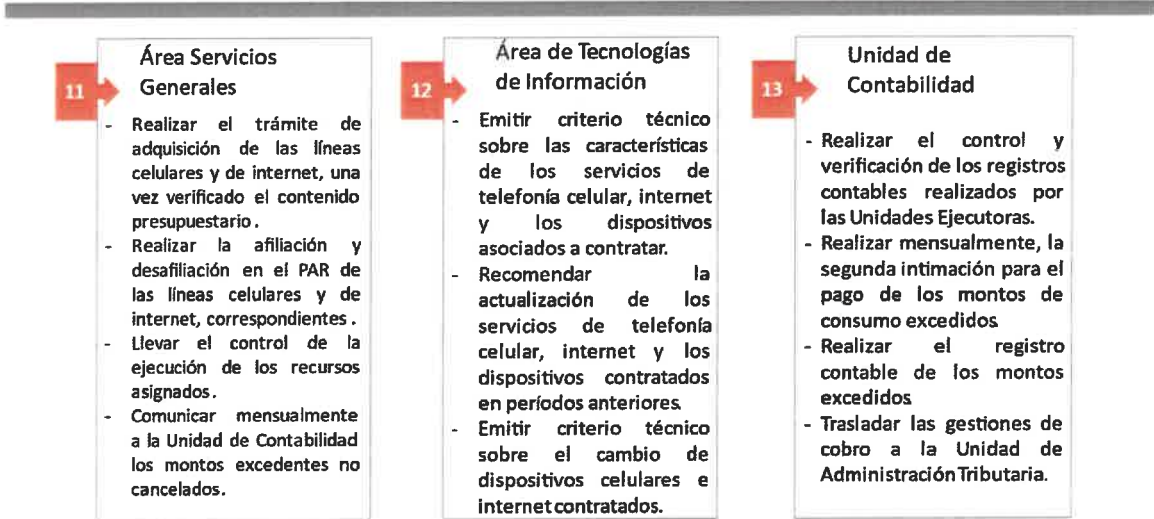 11
Área Servicios
Generales
- Realizar el trámite de
adquisición de las líneas
celulares y de internet, una
vez verificado el contenido
presupuestario.
- Realizar la afiliación y
desafiliación en el PAR de
las líneas celulares y de
internet, correspondientes.
- Llevar el control de la
ejecución de los recursos
asignados.
- Comunicar mensualmente
a la Unidad de Contabilidad
los montos excedentes no
cancelados.
12
Área de Tecnologías
de Información
- Emitir criterio técnico
sobre las características
de los servicios de
telefonía celular, internet
y los dispositivos
asociados a contratar.
- Recomendar la
actualización de los
servicios de telefonía
celular, internet y los
dispositivos contratados
en períodos anteriores.
- Emitir criterio técnico
sobre el cambio de
dispositivos celulares e
internet contratados.
13
Unidad de
Contabilidad
- Realizar el control y
verificación de los registros
contables realizados por
las Unidades Ejecutoras.
- Realizar mensualmente, la
segunda intimación para el
pago de los montos de
consumo excedidos.
- Realizar el registro
contable de los montos
excedidos.
- Trasladar las gestiones de
cobro a la Unidad de
Administración Tributaria.